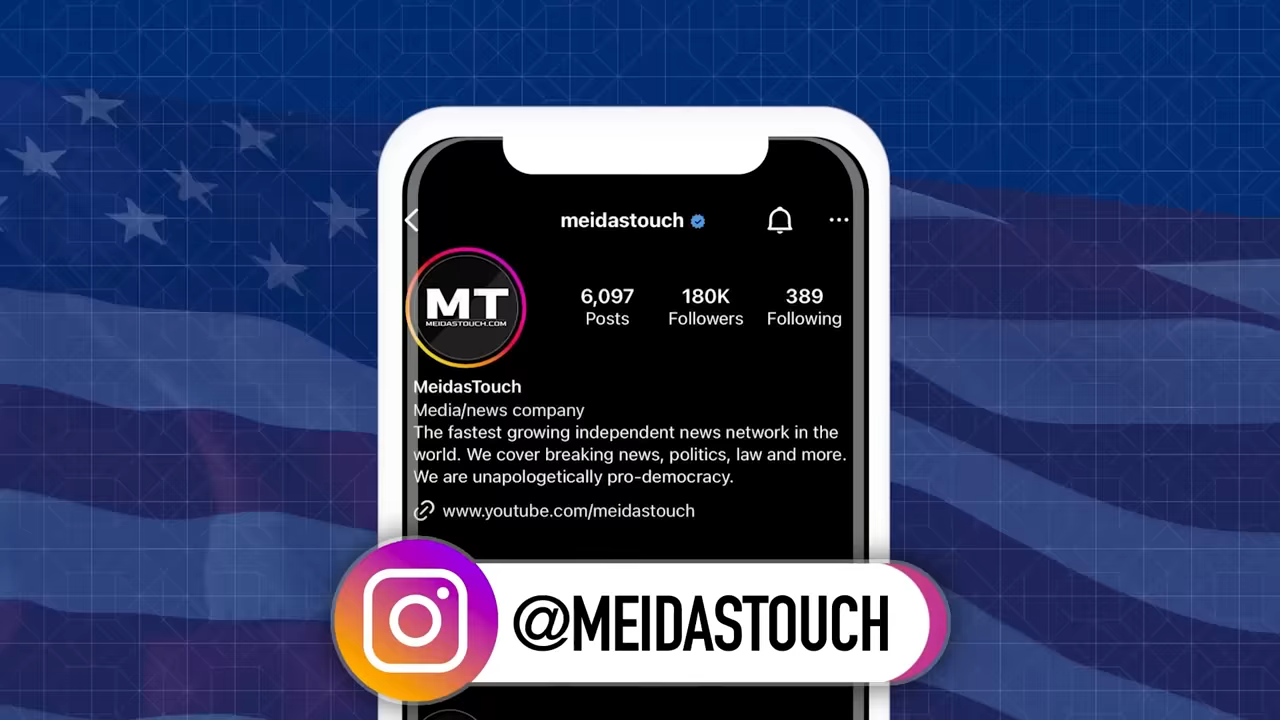 meidastouch
MT
MEIDASTOUCH.COM
6,097
Posts
180K
Followers
389
Following
MeidasTouch
Media/news company
The fastest growing independent news network in the
world. We cover breaking news, politics, law and more.
We are unapologetically pro-democracy.
www.youtube.com/meidastouch
@MEIDASTOUCH